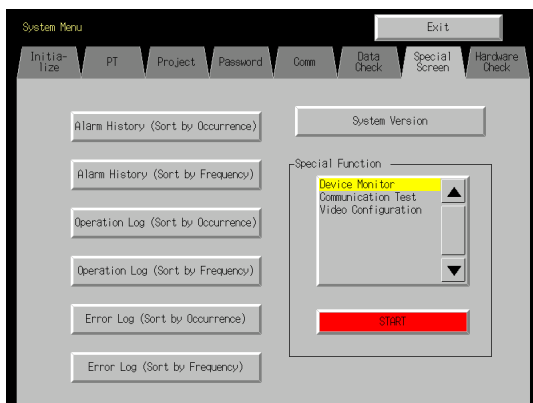 System Menu
Exit
Initia-
lize
PT
Project
Password
Comm
Data
Check
Special
Screen
Hardware
Check
Alarm History (Sort by Occurrence)
Alarm History (Sort by Frequency)
Operation Log (Sort by Occurrence)
Operation Log (Sort by Frequency)
Error Log (Sort by Occurrence)
Error Log (Sort by Frequency)
System Version
Special Function
Device Monitor
Communication Test
Video Configuration
START